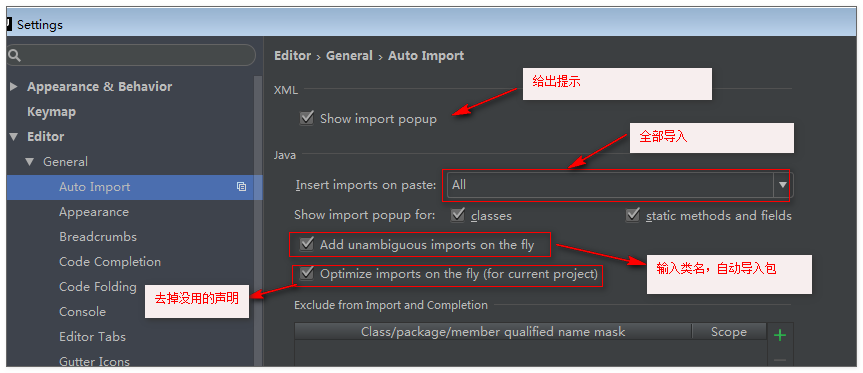 Settings
Appearance & Behavior
Keymap
Editor
General
Auto Import
Appearance
Breadcrumbs
Code Completion
Code Folding
Console
Editor Tabs
Gutter Icons
Editor › General › Auto Import
XML
给出提示
Show import popup
全部导入
Java
Insert imports on paste:
All
Show import popup for:
classes
static methods and fields
Add unambiguous imports on the fly
输入类名，自动导入包
Optimize imports on the fly (for current project)
去掉没用的声明
Exclude from Import and Completion
Class/package/member qualified name mask
Scope